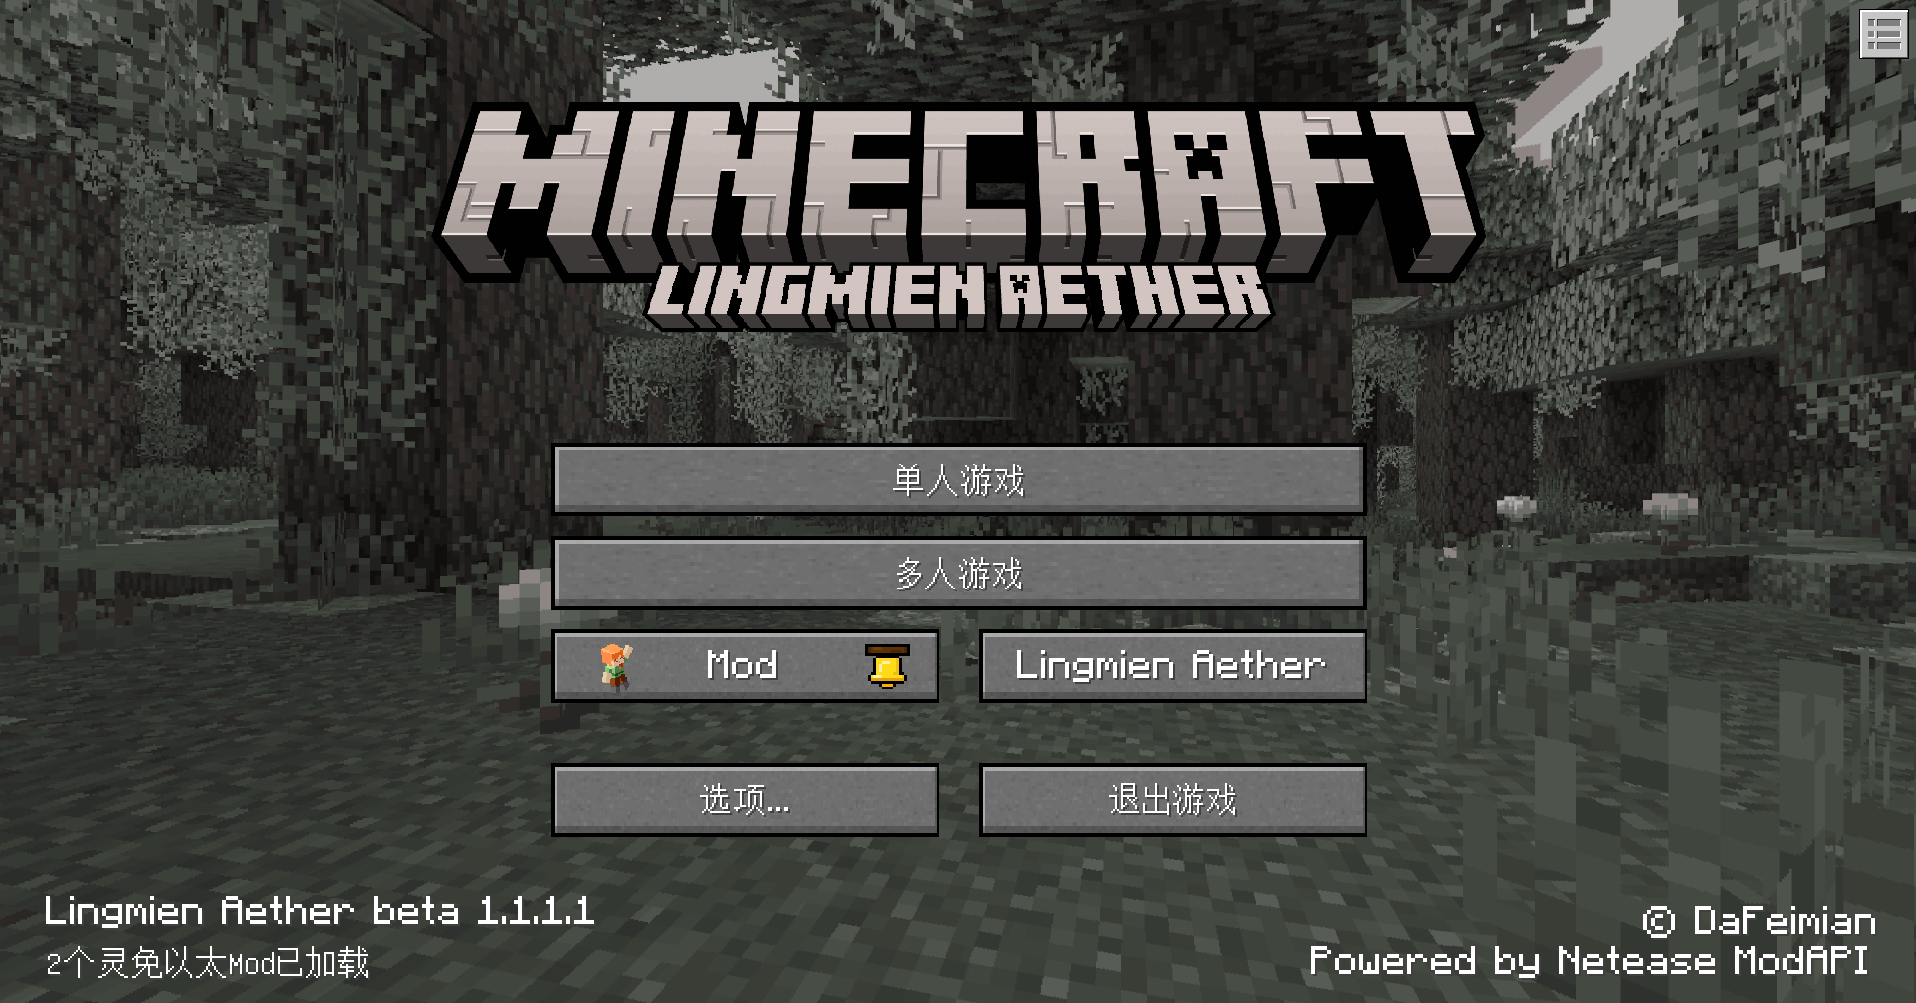 MINECRAFT
LINGMIEN AETHER
单人游戏
多人游戏
Mod
Lingmien Aether
选项...
退出游戏
Lingmien Aether beta 1.1.1.1
2个灵免以太Mod已加载
© DaFeimian
Powered by Netease ModAPI